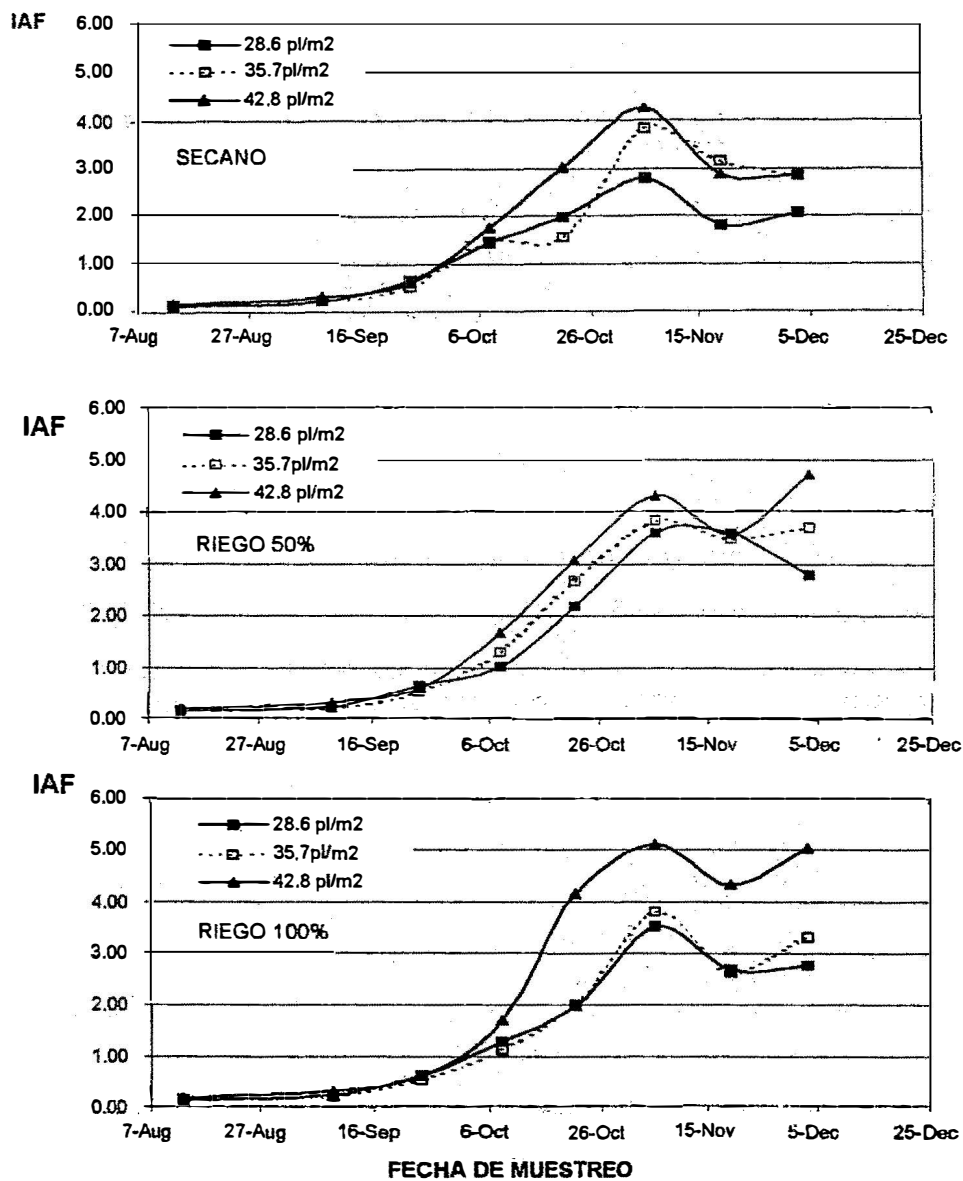 IAF
6.00
5.00
4.00
3.00
2.00
1.00
0.00
28.6 pl/m2
35.7pl/m2
42.8 pl/m2
SECANO
7-Aug 27-Aug 16-Sep 6-Oct 26-Oct 15-Nov 5-Dec 25-Dec
IAF
6.00
5.00
4.00
3.00
2.00
1.00
0.00
28.6 pl/m2
35.7pl/m2
42.8 pl/m2
RIEGO 50%
7-Aug 27-Aug 16-Sep 6-Oct 26-Oct 15-Nov 5-Dec 25-Dec
IAF
6.00
5.00
4.00
3.00
2.00
1.00
0.00
28.6 pl/m2
35,7pl/m2
42.8 pl/m2
RIEGO 100%
7-Aug 27-Aug 16-Sep 6-Oct 26-Oct 15-Nov 5-Dec 25-Dec
FECHA DE MUESTREO